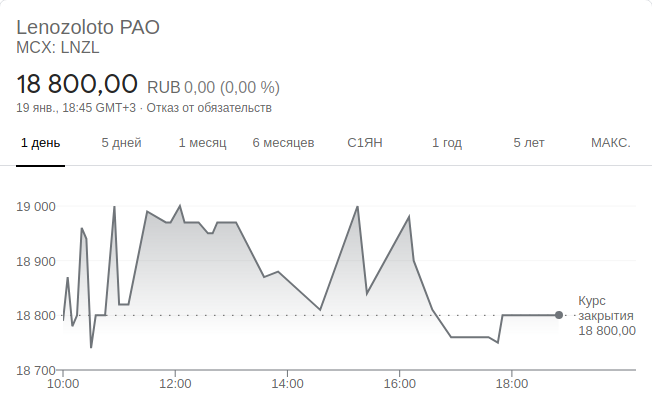 Lenozoloto PAO
MCX: LNZL
18 800,00 RUB 0,00 (0,00 %)
19 янв., 18:45 GMT+3 · Отказ от обязательств
1 день 5 дней 1 месяц 6 месяцев С1ЯН 1 год 5 лет МАКС.
19 000
18 900
18 800
18 700
Курс
закрытия
18 800,00
10:00 12:00 14:00 16:00 18:00